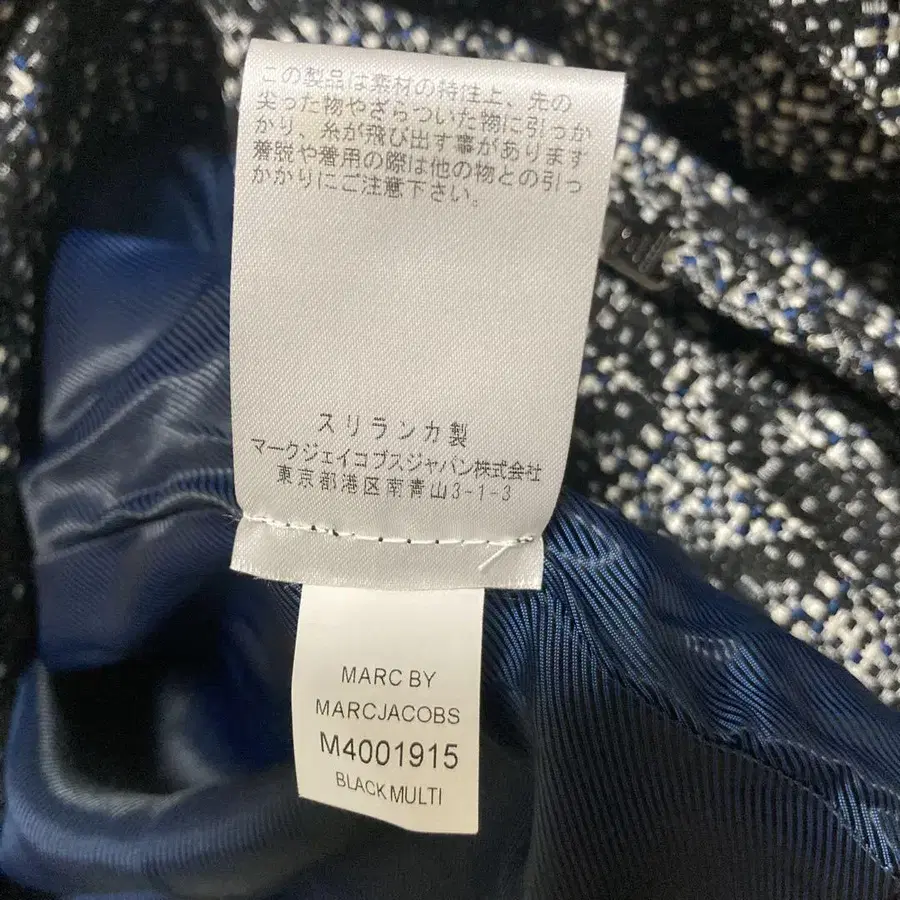 この製品は素材の特性上、先の
尖った物やざらついた物に引っか
かり、糸が飛び出す事があります
着脱や着用の際は他の物との引っ
かかりにご注意下さい。
スリランカ製
マークジェイコブスジャパン株式会社
東京都港区南青山3-1-3
MARC BY
MARCJACOBS
M4001915
BLACK MULTI